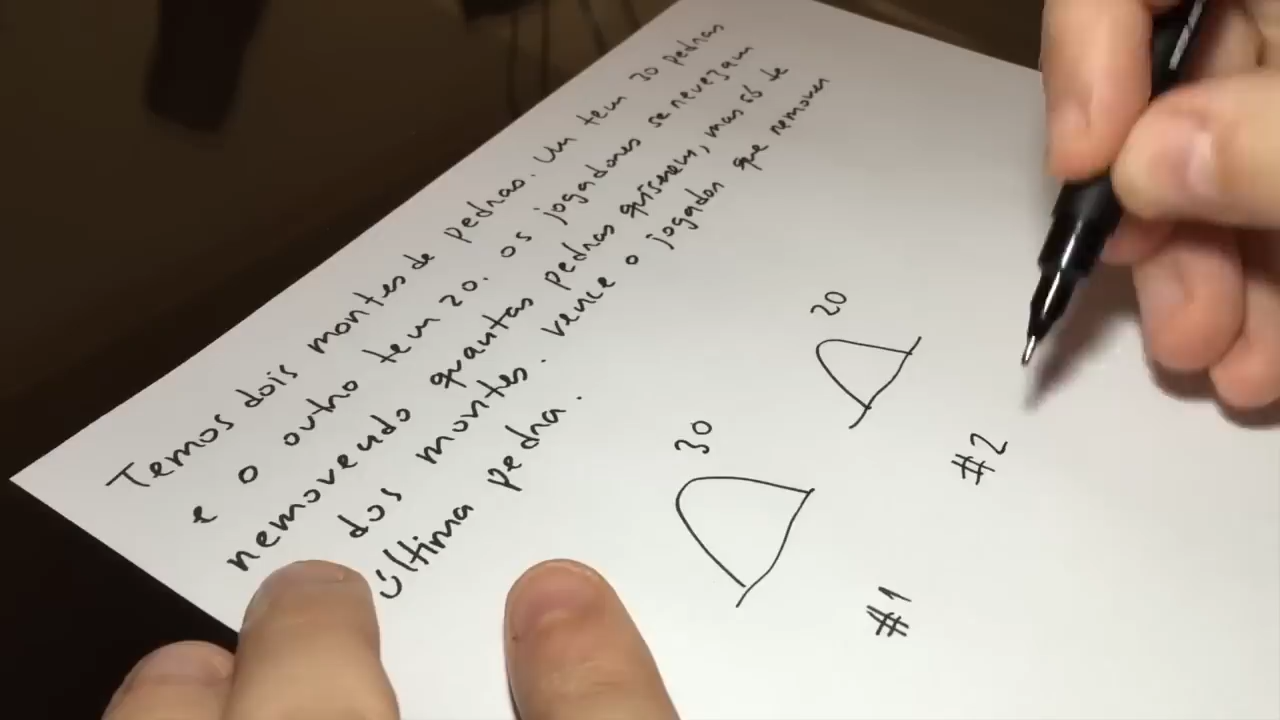 Temos dois montes de pedras. Um tem 30 pedras
e o outro tem 20. os jogadores se revezam
removendo quantas pedras quiserem, mas só de
dos montes. vence o jogador que remover
última pedra.
30
20
#1
#2